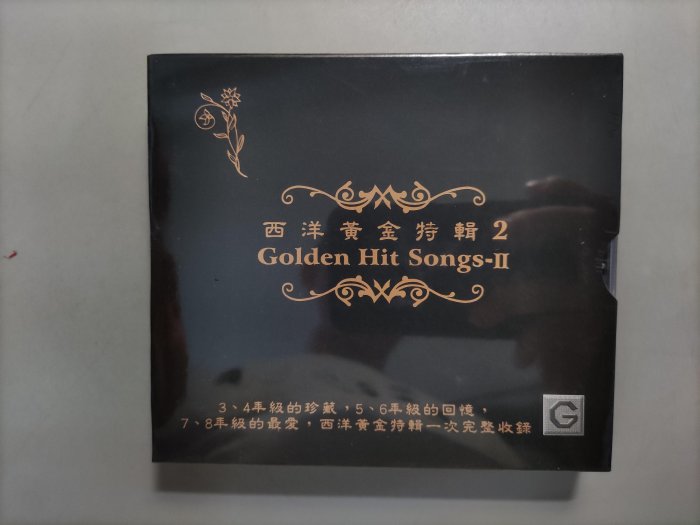 西洋黃金特輯2
Golden Hit Songs-II
3、4年級的珍藏，5、6年級的回憶，
7、8年級的最愛，西洋黃金特輯一次完整收錄
G